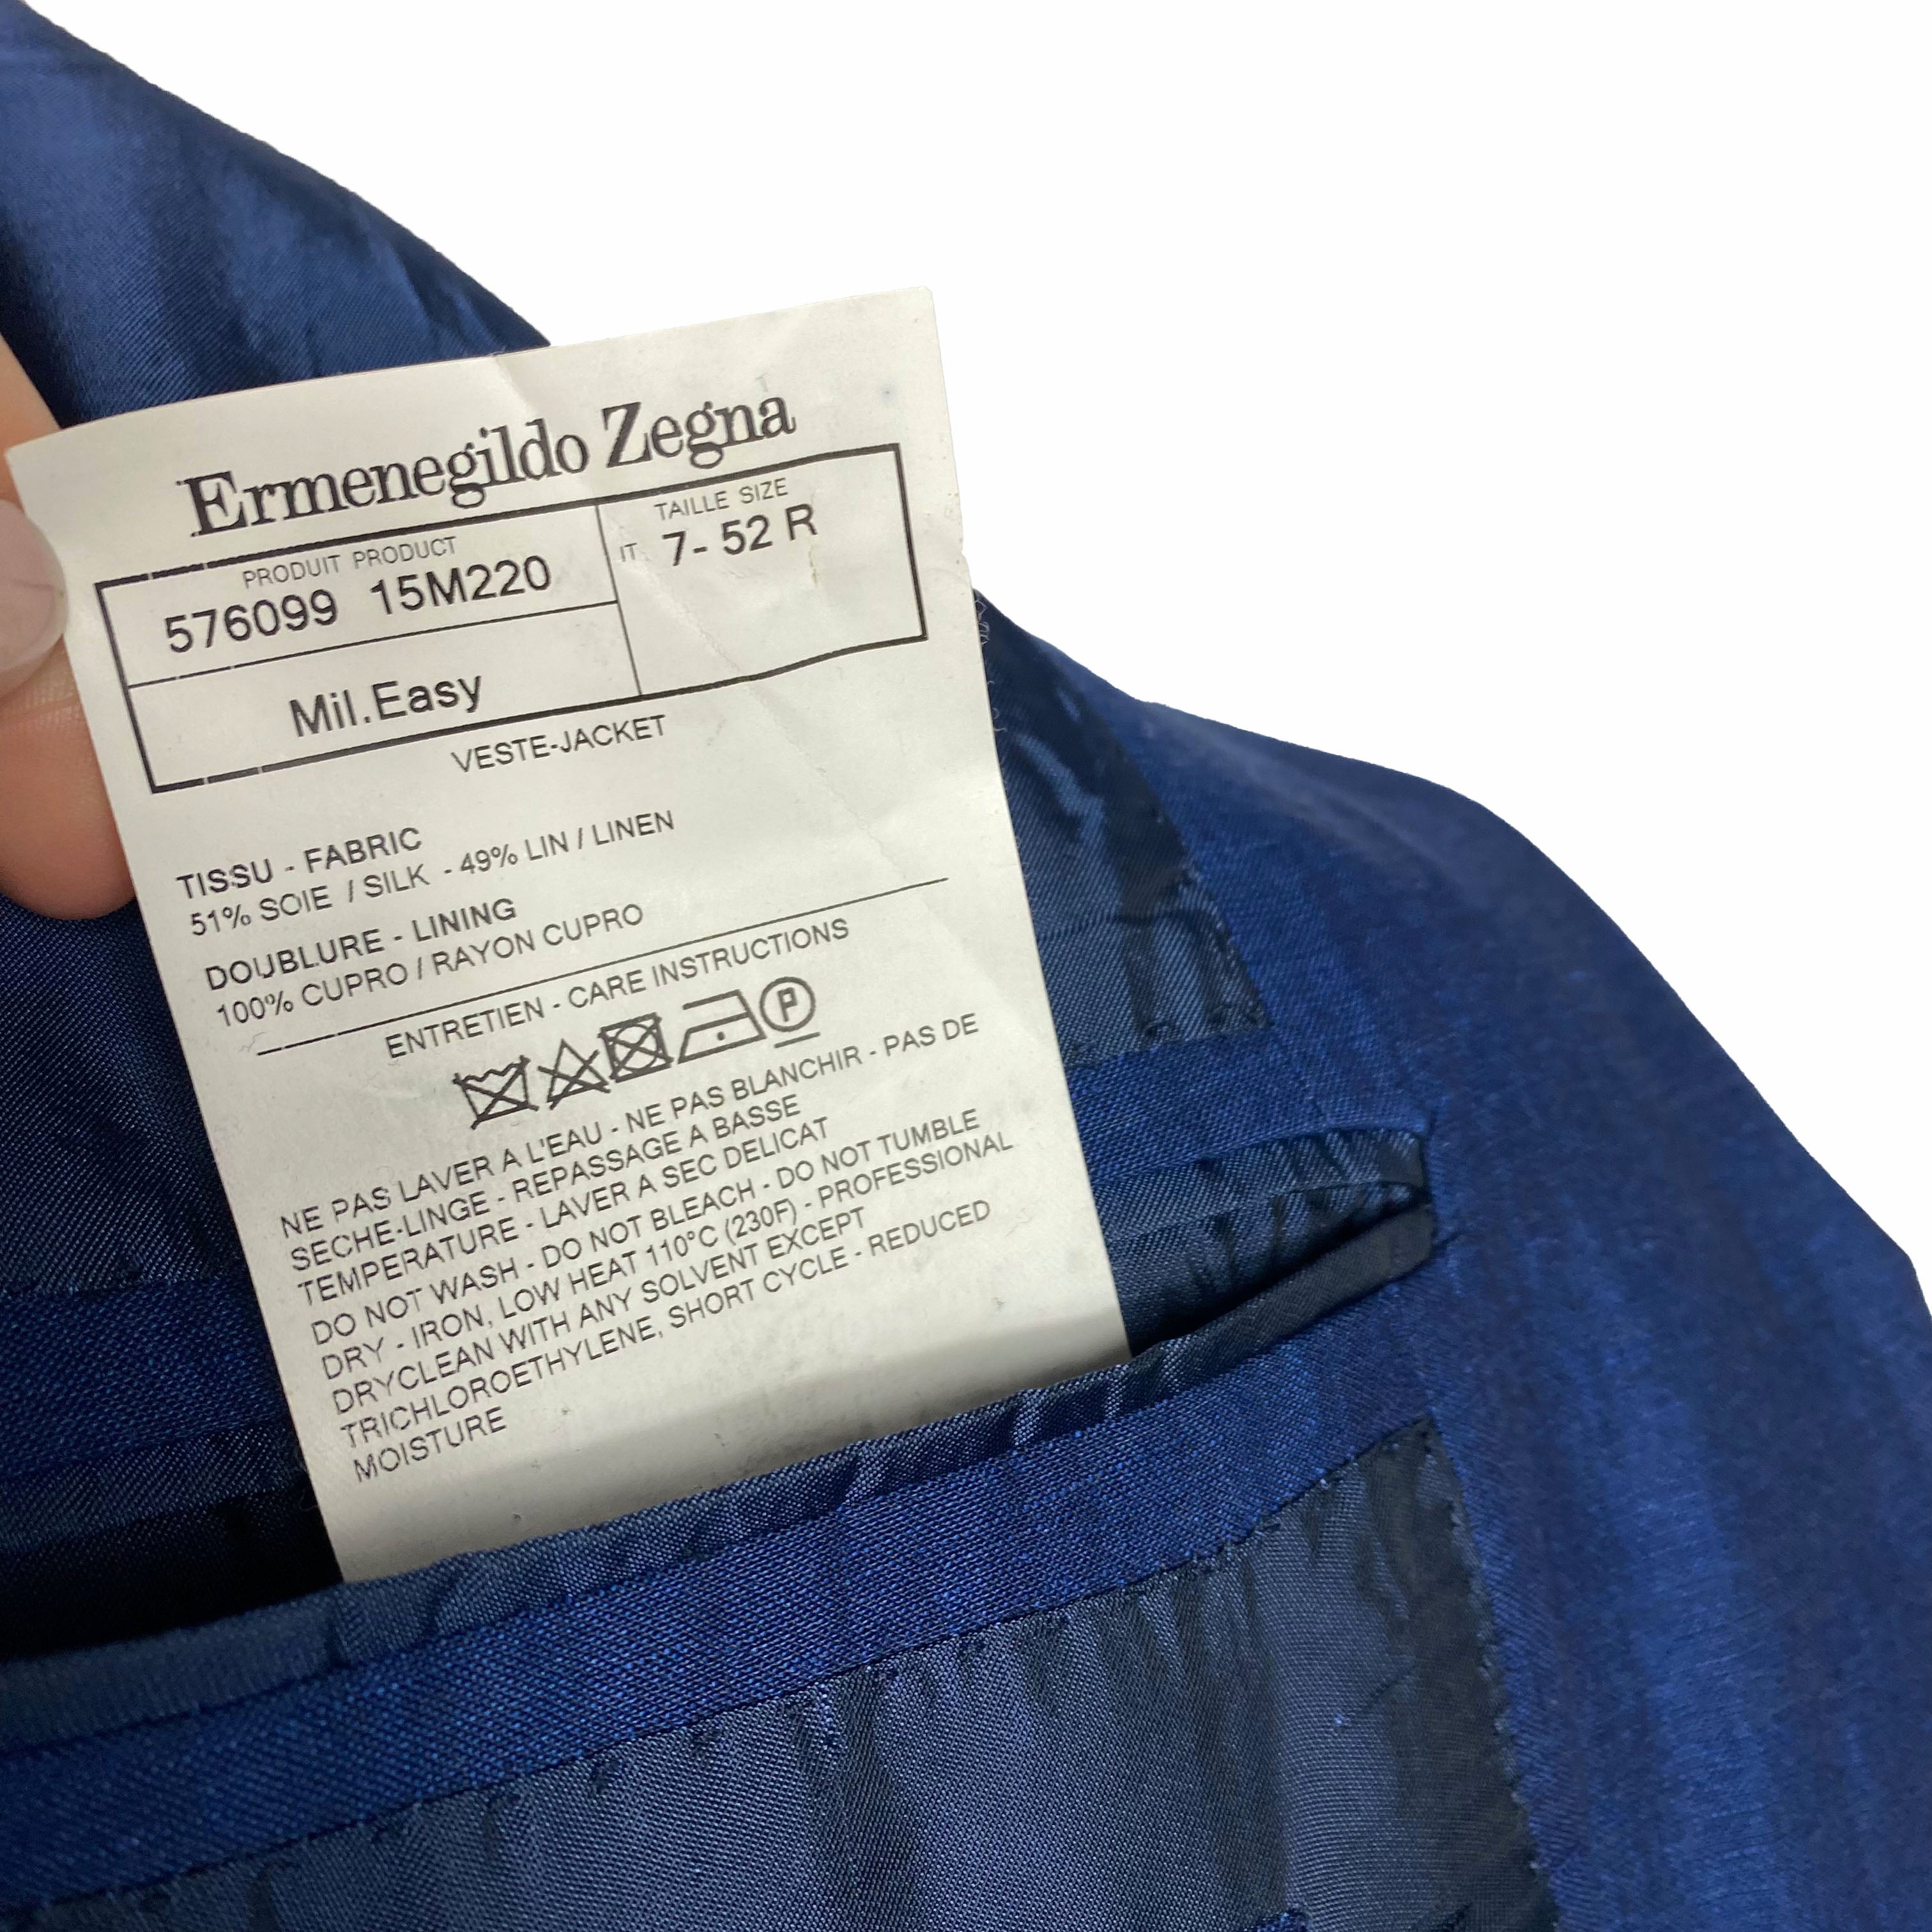 Ermenegildo Zegna
PRODUIT PRODUCT
576099 15M220
TAILLE SIZE
IT 7- 52 R
Mil.Easy
VESTE-JACKET
TISSU - FABRIC
51% SOIE / SILK - 49% LIN / LINEN
DOUBLURE - LINING
100% CUPRO / RAYON CUPRO
ENTRETIEN - CARE INSTRUCTIONS
P
NE PAS LAVER A L'EAU - NE PAS BLANCHIR - PAS DE
SECHE-LINGE - REPASSAGE A BASSE
TEMPERATURE - LAVER A SEC DELICAT
DO NOT WASH - DO NOT BLEACH - DO NOT TUMBLE
DRY - IRON, LOW HEAT 110°C (230F) - PROFESSIONAL
DRYCLEAN WITH ANY SOLVENT EXCEPT
TRICHLOROETHYLENE, SHORT CYCLE - REDUCED
MOISTURE